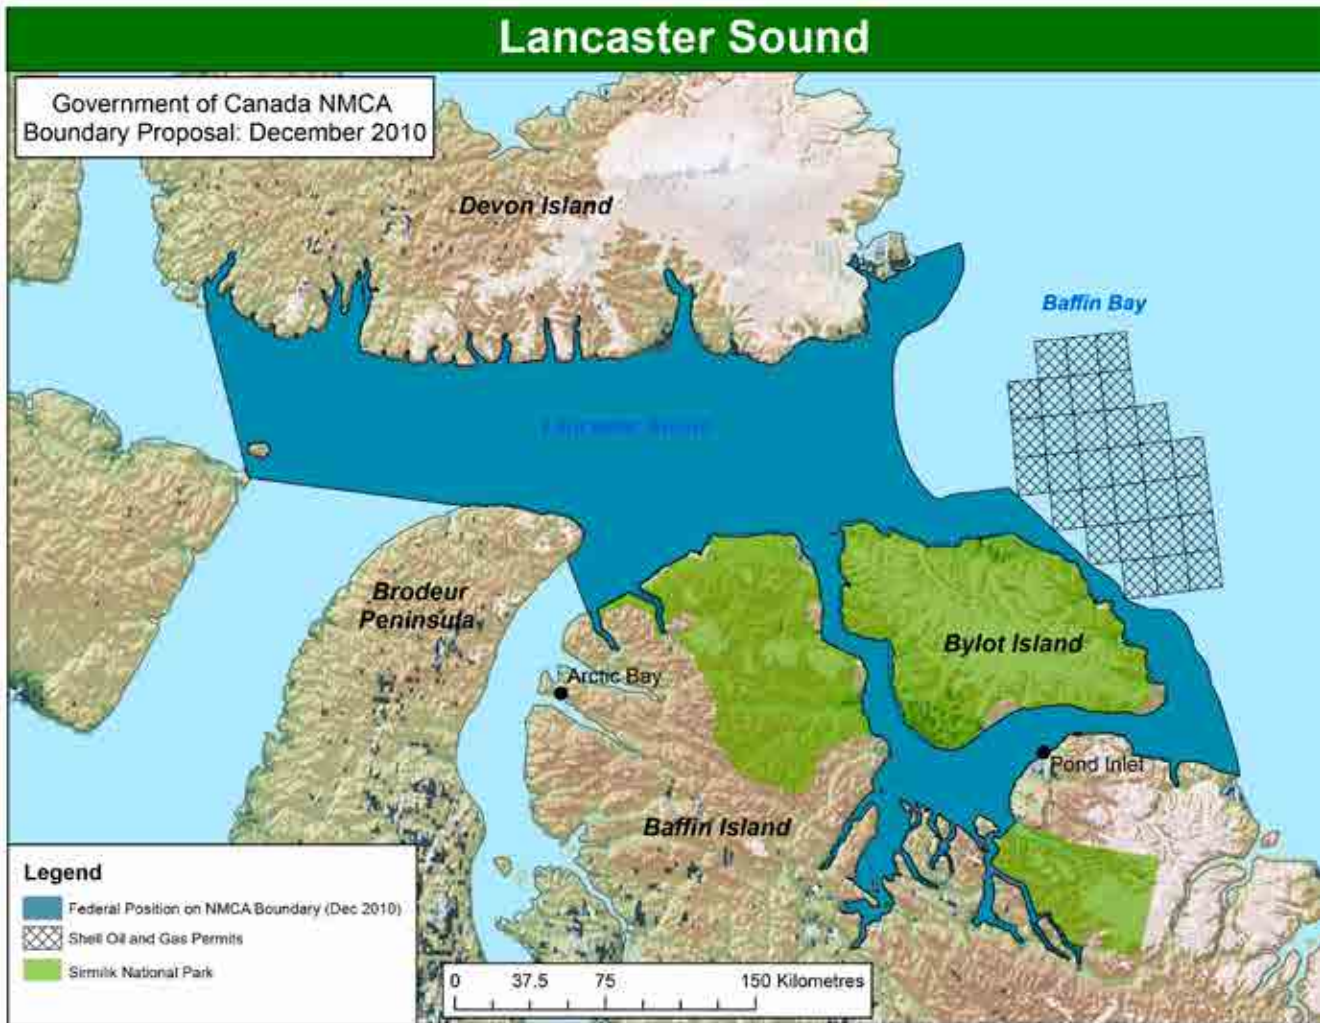 Lancaster Sound
Government of Canada NMCA
Boundary Proposal: December 2010
Devon Island
Baffin Bay
Lancaster Sound
Brodeur
Peninsula
Bylot Island
Arctic Bay
Pond Inlet
Baffin Island
Legend
Federal Position on NMCA Boundary (Dec 2010)
Shell Oil and Gas Permits
Sirmilik National Park
0 37.5 75 150 Kilometres